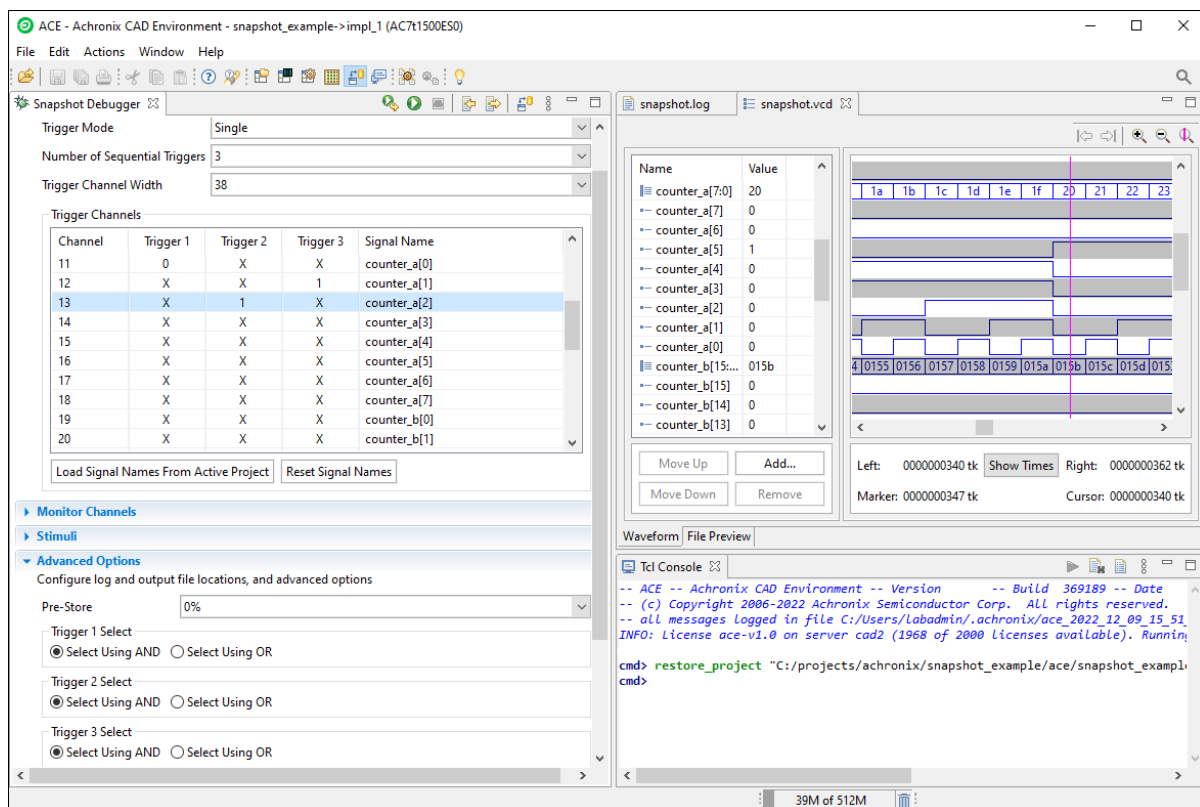 ACE - Achronix CAD Environment - snapshot_example->impl_1 (AC7t1500ES0)
File Edit Actions Window Help
Snapshot Debugger
Trigger Mode Single
Number of Sequential Triggers 3
Trigger Channel Width 38
Trigger Channels
Channel Trigger 1 Trigger 2 Trigger 3 Signal Name
11 0 X X counter_a[0]
12 X X 1 counter_a[1]
13 X 1 X counter_a[2]
14 X X X counter_a[3]
15 X X X counter_a[4]
16 X X X counter_a[5]
17 X X X counter_a[6]
18 X X X counter_a[7]
19 X X X counter_b[0]
20 X X X counter_b[1]
Load Signal Names From Active Project Reset Signal Names
Monitor Channels
Stimuli
Advanced Options
Configure log and output file locations, and advanced options
Pre-Store 0%
Trigger 1 Select
Select Using AND Select Using OR
Trigger 2 Select
Select Using AND Select Using OR
Trigger 3 Select
Select Using AND Select Using OR
snapshot.log snapshot.vcd
Name Value
counter_a[7:0] 20 1a 1b 1c 1d 1e 1f 20 21 22 23
counter_a[7] 0
counter_a[6] 0
counter_a[5] 1
counter_a[4] 0
counter_a[3] 0
counter_a[2] 0
counter_a[1] 0
counter_a[0] 0
counter_b[15:... 015b 4 0155 0156 0157 0158 0159 015a 015b 015c 015d 015
counter_b[15] 0
counter_b[14] 0
counter_b[13] 0
Move Up Add...
Move Down Remove
Left: 0000000340 tk Show Times Right: 0000000362 tk
Marker: 0000000347 tk Cursor: 0000000340 tk
Waveform File Preview
Tcl Console
-- ACE -- Achronix CAD Environment -- Version -- Build 369189 -- Date
-- (c) Copyright 2006-2022 Achronix Semiconductor Corp. All rights reserved.
-- all messages logged in file C:/Users/labadmin/.achronix/ace_2022_12_09_15_51_
INFO: License ace-v1.0 on server cad2 (1968 of 2000 licenses available). Running
cmd> restore_project "C:/projects/achronix/snapshot_example/ace/snapshot_exampl
cmd>
39M of 512M